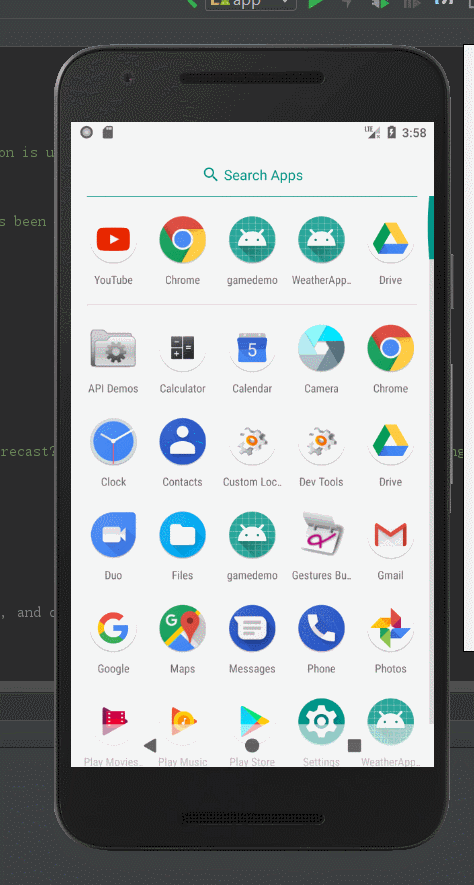 app
on is u
3:58
Search Apps
s been
YouTube Chrome gamedemo WeatherApp.. Drive
5
API Demos Calculator Calendar Camera Chrome
recast?
ng
Clock Contacts Custom Loc.. Dev Tools Drive
Duo Files gamedemo Gestures Bu.. Gmail
, and
Google Maps Messages Phone Photos
Play Movies.. Play Music Play Store Settings WeatherApp..